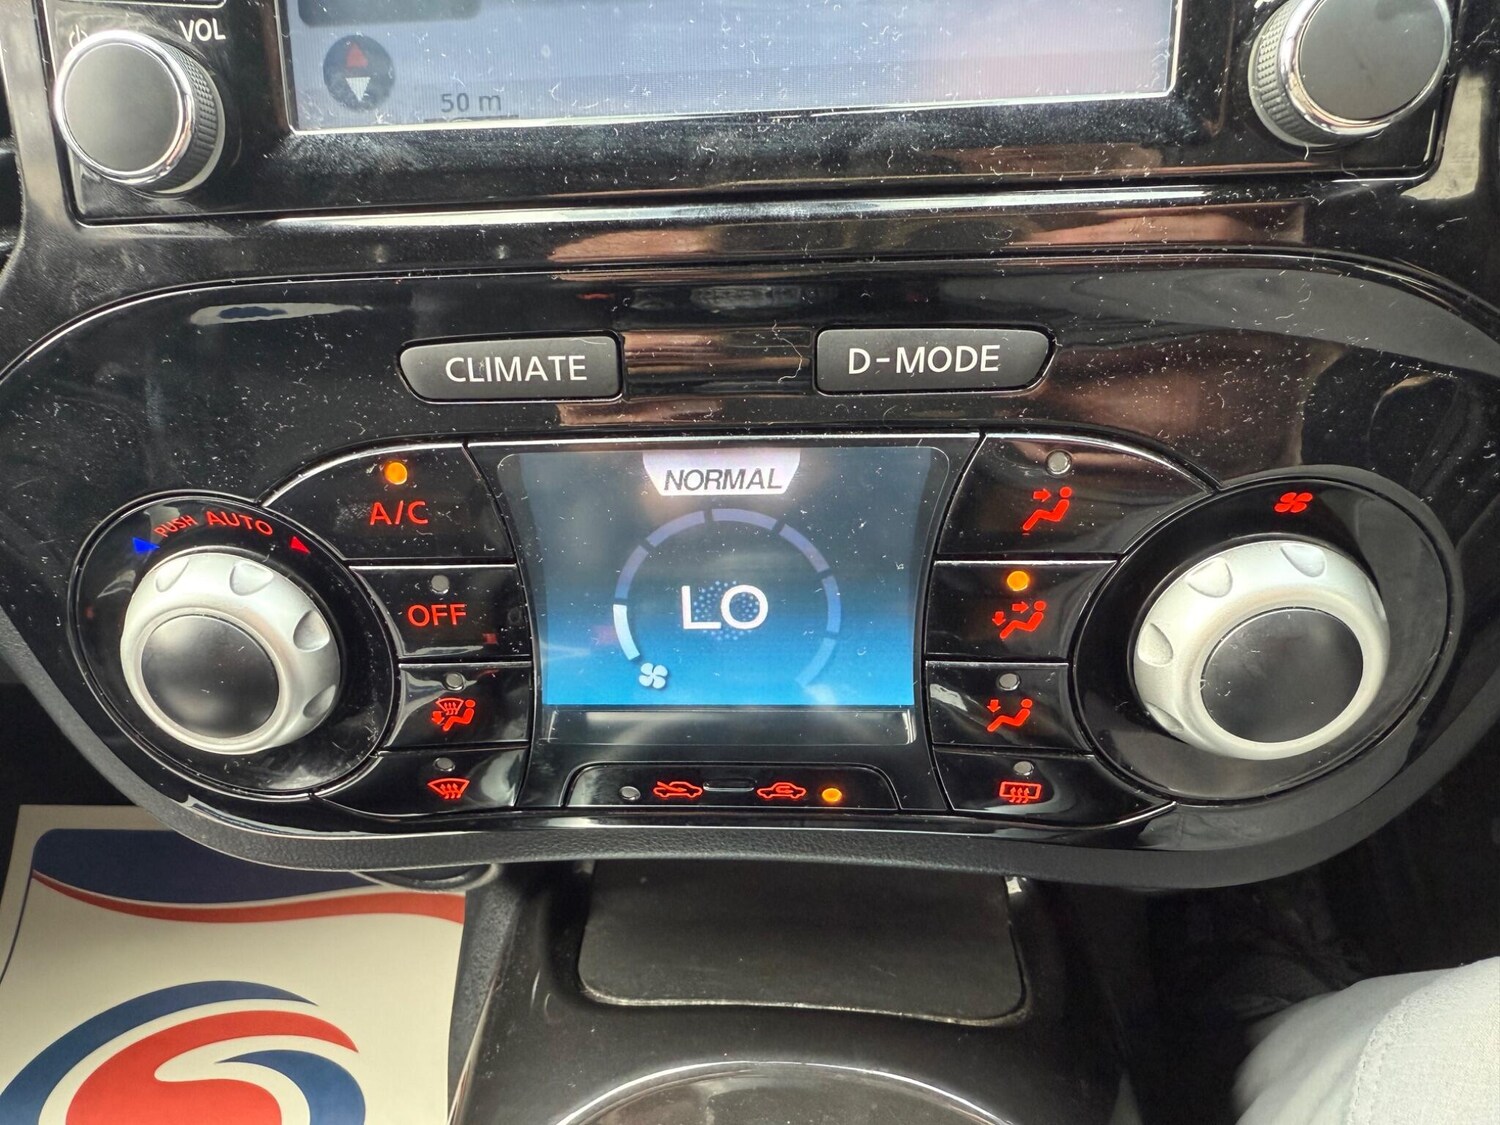 VOL
50 m
CLIMATE
D-MODE
NORMAL
A/C
PUSH AUTO
OFF
LO